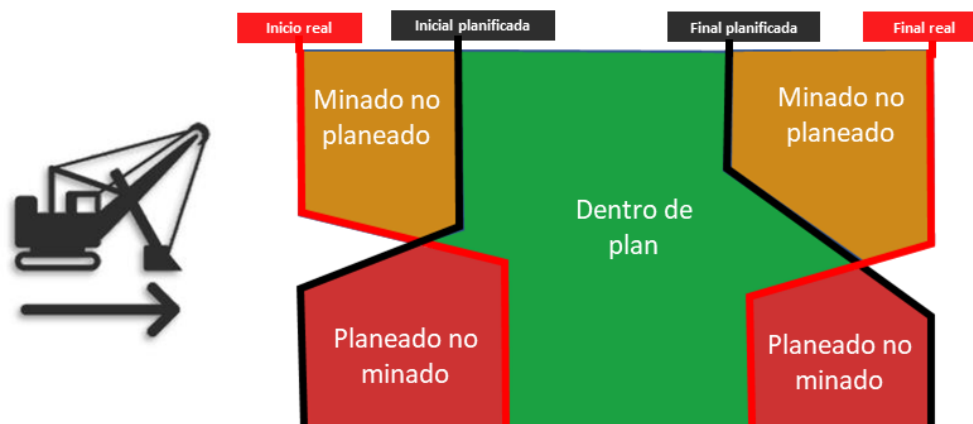 Inicio real
Inicial planificada
Final planificada
Final real
Minado no
planeado
Minado no
planeado
Dentro de
plan
Planeado no
minado
Planeado no
minado